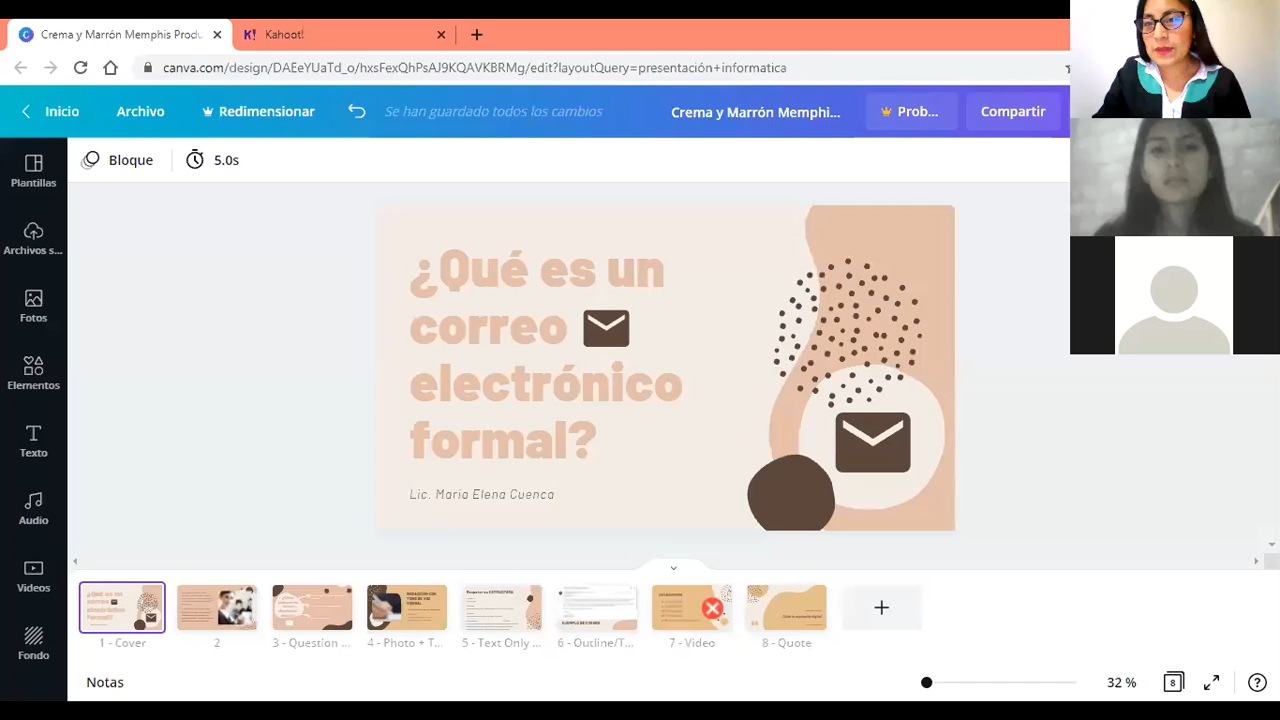 Crema y Marrón Memphis Produ
Kahoot!
canva.com/design/DAEeYUaTd_o/hxsFexQhPsAVOQAVKBRMg/edit?layoutQuery=presentación+informatica
Inicio
Archivo
Redimensionar
Se han guardado todos los cambios
Crema y Marrón Memphi...
Prob...
Compartir
Bloque
5.0s
Plantillas
Archivos s...
Fotos
Elementos
Texto
Audio
Videos
Fondo
¿Qué es un
correo
electrónico
formal?
Lic. Maria Elena Cuenca
1 - Cover
2
3 - Question ...
4 - Photo + T...
5 - Text Only ...
6 - Outline/T...
7 - Video
8 - Quote
Notas
32 %
8